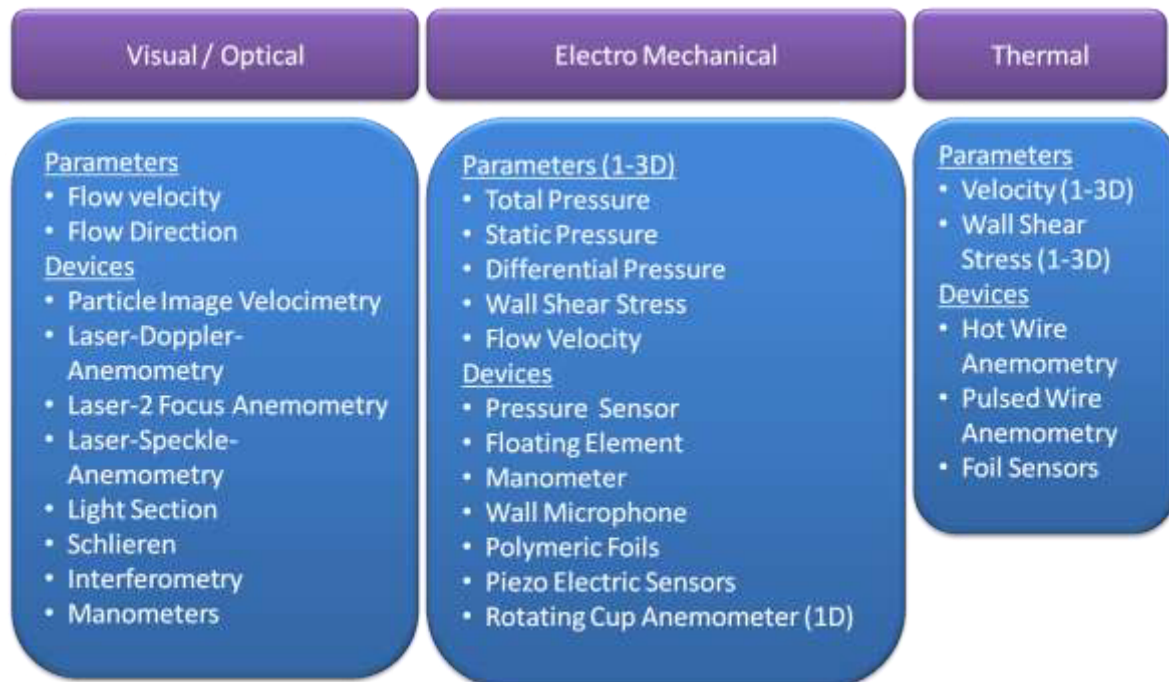 Visual / Optical
Electro Mechanical
Thermal
Parameters
• Flow velocity
• Flow Direction
Devices
• Particle Image Velocimetry
• Laser-Doppler-
Anemometry
• Laser-2 Focus Anemometry
• Laser-Speckle-
Anemometry
• Light Section
• Schlieren
• Interferometry
• Manometers
Parameters (1-3D)
• Total Pressure
• Static Pressure
• Differential Pressure
• Wall Shear Stress
• Flow Velocity
Devices
• Pressure Sensor
• Floating Element
• Manometer
• Wall Microphone
• Polymeric Foils
• Piezo Electric Sensors
• Rotating Cup Anemometer (1D)
Parameters
• Velocity (1-3D)
• Wall Shear
Stress (1-3D)
Devices
• Hot Wire
Anemometry
• Pulsed Wire
Anemometry
• Foil Sensors